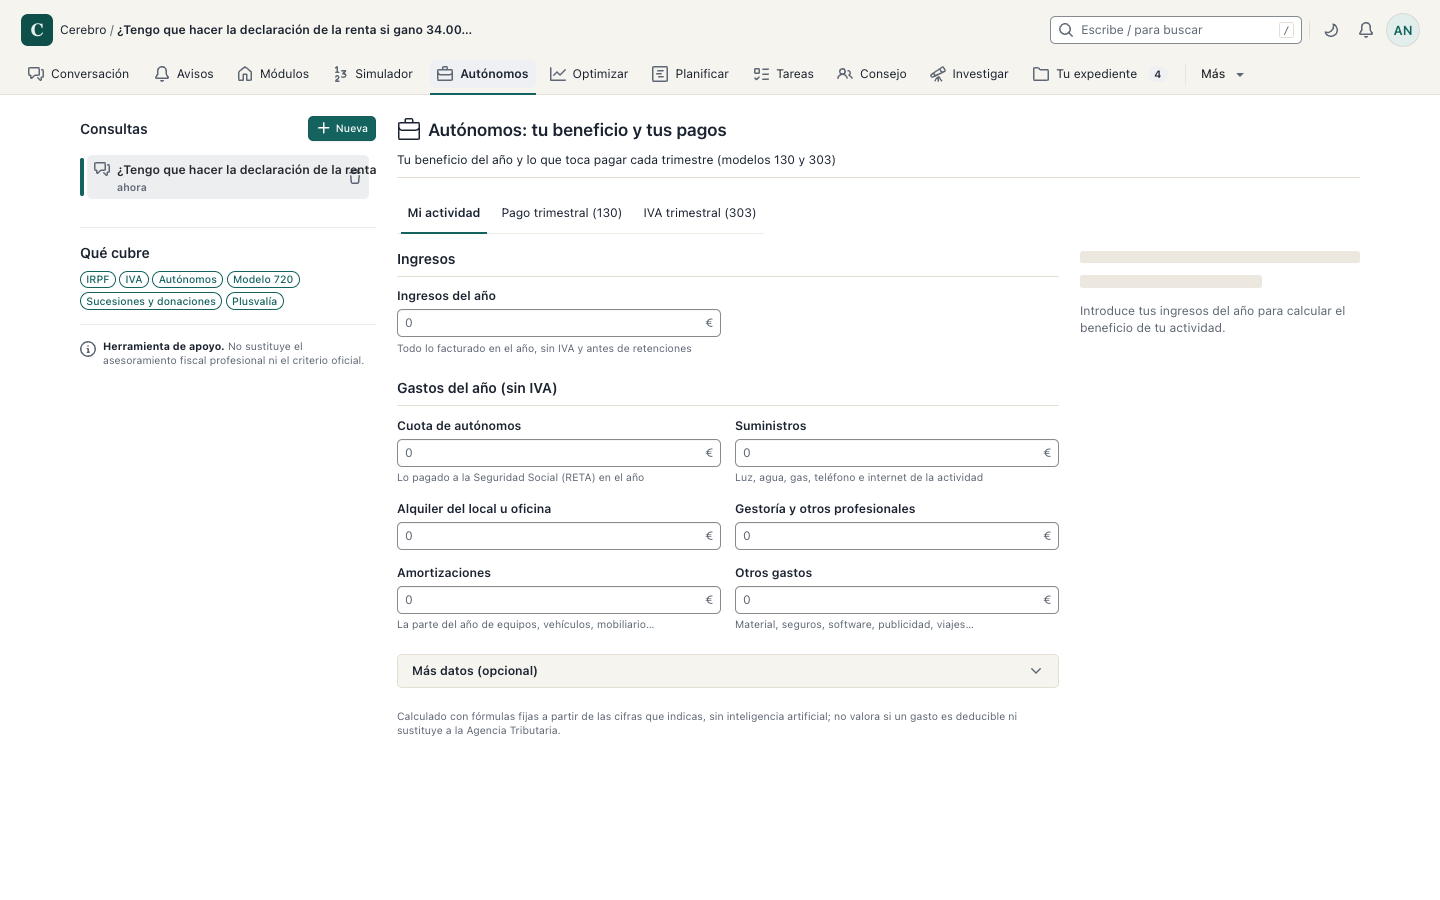 C Cerebro / ¿Tengo que hacer la declaración de la renta si gano 34.00...
Escribe / para buscar /
AN
Conversación Avisos Módulos Simulador Autónomos Optimizar Planificar Tareas Consejo Investigar Tu expediente 4 Más
Consultas
Nueva
¿Tengo que hacer la declaración de la renta
ahora
Qué cubre
IRPF IVA Autónomos Modelo 720
Sucesiones y donaciones Plusvalía
Herramienta de apoyo. No sustituye el
asesoramiento fiscal profesional ni el criterio oficial.
Autónomos: tu beneficio y tus pagos
Tu beneficio del año y lo que toca pagar cada trimestre (modelos 130 y 303)
Mi actividad Pago trimestral (130) IVA trimestral (303)
Ingresos
Ingresos del año
0 €
Todo lo facturado en el año, sin IVA y antes de retenciones
Gastos del año (sin IVA)
Cuota de autónomos Suministros
0 € 0 €
Lo pagado a la Seguridad Social (RETA) en el año Luz, agua, gas, teléfono e internet de la actividad
Alquiler del local u oficina Gestoría y otros profesionales
0 € 0 €
Amortizaciones Otros gastos
0 € 0 €
La parte del año de equipos, vehículos, mobiliario... Material, seguros, software, publicidad, viajes...
Más datos (opcional)
Calculado con fórmulas fijas a partir de las cifras que indicas, sin inteligencia artificial; no valora si un gasto es deducible ni
sustituye a la Agencia Tributaria.
Introduce tus ingresos del año para calcular el
beneficio de tu actividad.